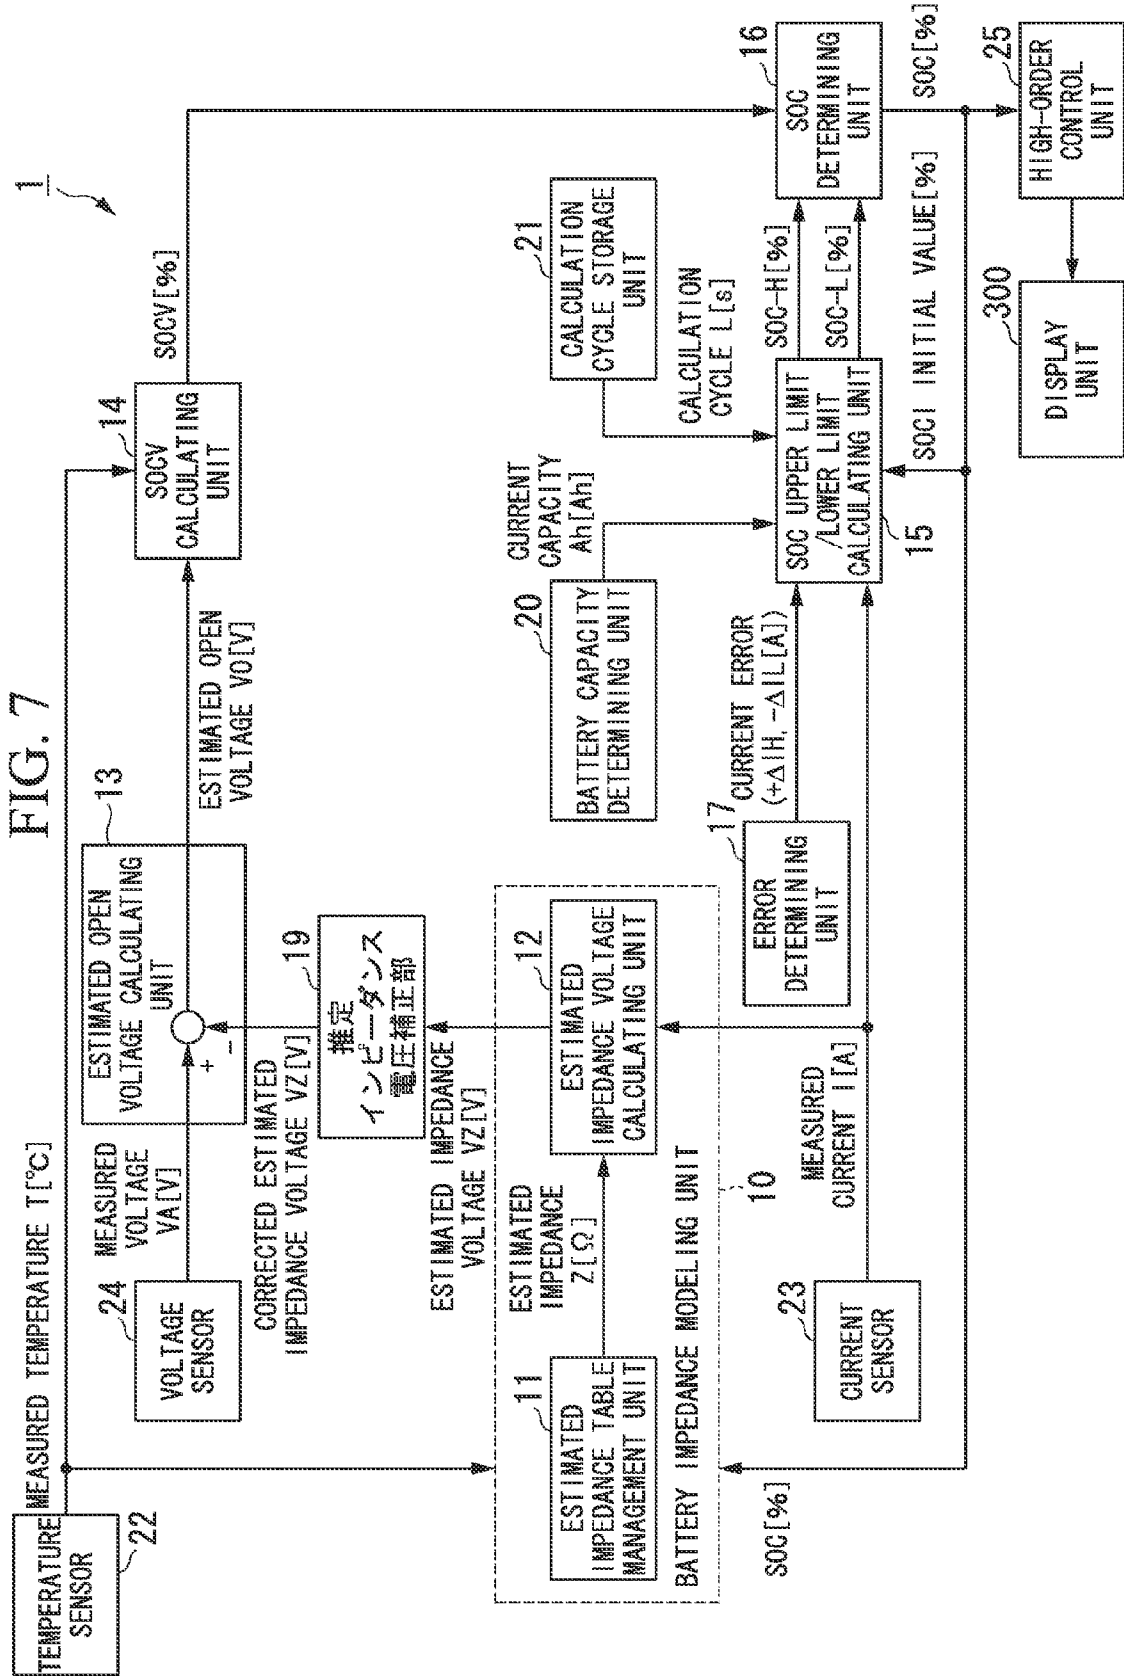 FIG. 7
1
TEMPERATURE
SENSOR
22
MEASURED TEMPERATURE T[℃]
24
VOLTAGE
SENSOR
MEASURED
VOLTAGE
VA[V]
13
ESTIMATED OPEN
VOLTAGE CALCULATING
UNIT
+
−
ESTIMATED OPEN
VOLTAGE VO[V]
14
SOCV
CALCULATING
UNIT
SOCV[%]
CORRECTED ESTIMATED
IMPEDANCE VOLTAGE VZ[V]
19
推定
インピーダンス
電圧補正部
ESTIMATED IMPEDANCE
VOLTAGE VZ[V]
11
ESTIMATED
IMPEDANCE TABLE
MANAGEMENT UNIT
ESTIMATED
IMPEDANCE
Z[Ω]
12
ESTIMATED
IMPEDANCE VOLTAGE
CALCULATING UNIT
BATTERY IMPEDANCE MODELING UNIT
10
20
BATTERY CAPACITY
DETERMINING UNIT
CURRENT
CAPACITY
Ah[Ah]
21
CALCULATION
CYCLE STORAGE
UNIT
CALCULATION
CYCLE L[s]
17
ERROR
DETERMINING
UNIT
CURRENT ERROR
(+ΔIH, −ΔIL[A])
SOC UPPER LIMIT
/LOWER LIMIT
CALCULATING UNIT
15
SOC-H[%]
SOC-L[%]
16
SOC
DETERMINING
UNIT
SOC[%]
23
CURRENT
SENSOR
MEASURED
CURRENT I[A]
SOC[%]
SOCI INITIAL VALUE[%]
25
HIGH-ORDER
CONTROL
UNIT
300
DISPLAY
UNIT